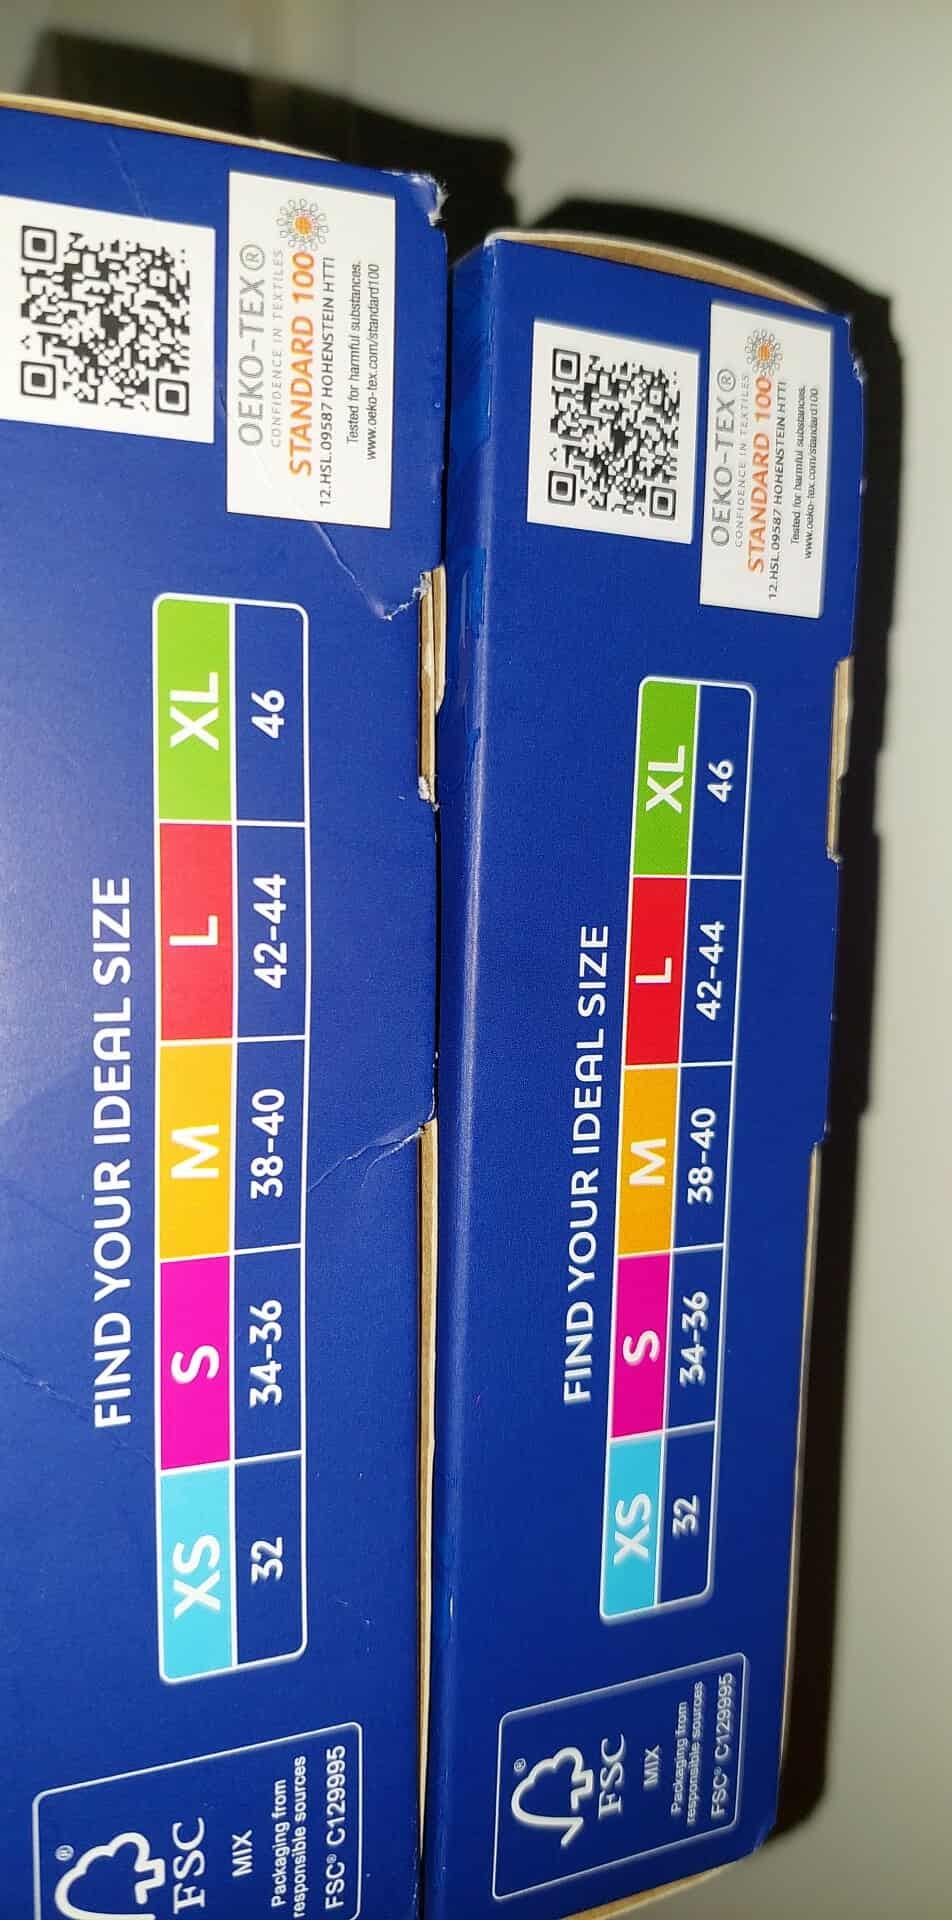 FIND YOUR IDEAL SIZE
XS S M L XL
32 34-36 38-40 42-44 46
®
FSC
MIX
Packaging from
responsible sources
FSC® C129995
OEKO-TEX®
CONFIDENCE IN TEXTILES
STANDARD 100
12.HSL.09587 HOHENSTEIN HTTI
Tested for harmful substances.
www.oeko-tex.com/standard100
FIND YOUR IDEAL SIZE
XS S M L XL
32 34-36 38-40 42-44 46
®
FSC
MIX
Packaging from
responsible sources
FSC® C129995
OEKO-TEX®
CONFIDENCE IN TEXTILES
STANDARD 100
12.HSL.09587 HOHENSTEIN HTTI
Tested for harmful substances.
www.oeko-tex.com/standard100